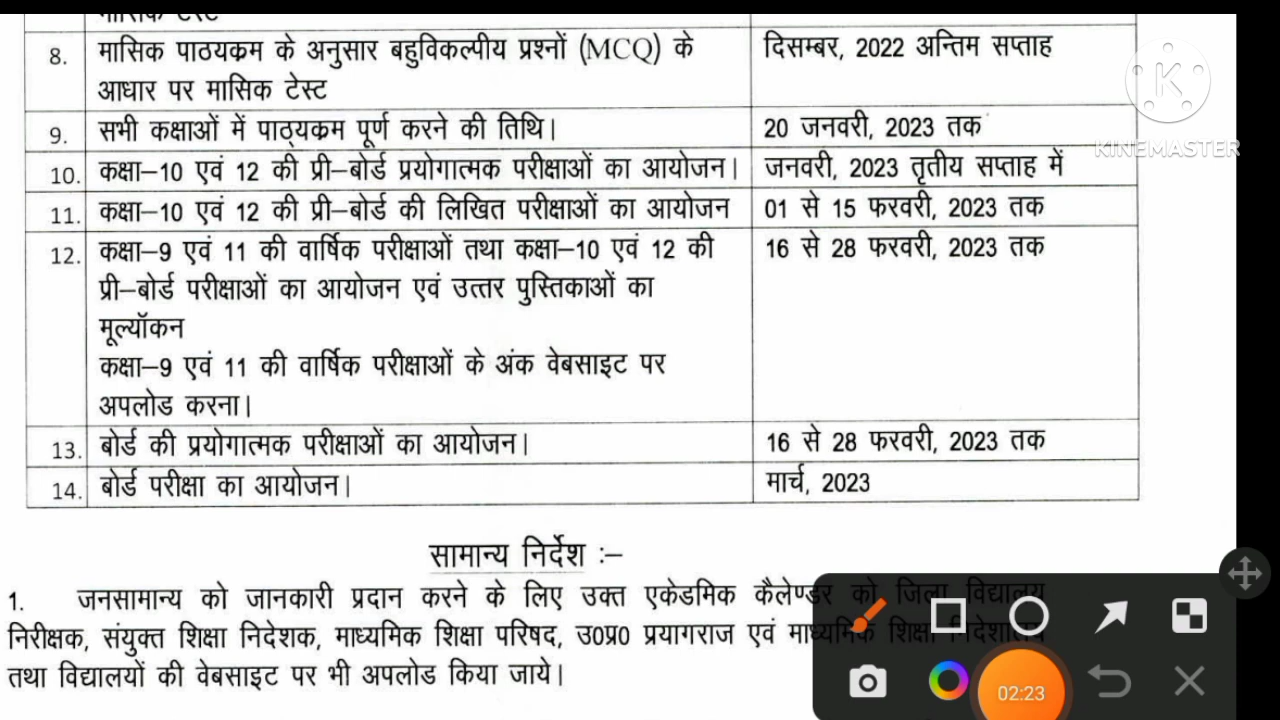 मासिक टेस्ट
8. मासिक पाठयक्रम के अनुसार बहुविकल्पीय प्रश्नों (MCQ) के दिसम्बर, 2022 अन्तिम सप्ताह
आधार पर मासिक टेस्ट
KINEMASTER
9. सभी कक्षाओं में पाठ्यक्रम पूर्ण करने की तिथि। 20 जनवरी, 2023 तक
10. कक्षा–10 एवं 12 की प्री–बोर्ड प्रयोगात्मक परीक्षाओं का आयोजन। जनवरी, 2023 तृतीय सप्ताह में
11. कक्षा–10 एवं 12 की प्री–बोर्ड की लिखित परीक्षाओं का आयोजन 01 से 15 फरवरी, 2023 तक
12. कक्षा–9 एवं 11 की वार्षिक परीक्षाओं तथा कक्षा–10 एवं 12 की 16 से 28 फरवरी, 2023 तक
प्री–बोर्ड परीक्षाओं का आयोजन एवं उत्तर पुस्तिकाओं का
मूल्यॉकन
कक्षा–9 एवं 11 की वार्षिक परीक्षाओं के अंक वेबसाइट पर
अपलोड करना।
13. बोर्ड की प्रयोगात्मक परीक्षाओं का आयोजन। 16 से 28 फरवरी, 2023 तक
14. बोर्ड परीक्षा का आयोजन। मार्च, 2023
सामान्य निर्देश :–
1. जनसामान्य को जानकारी प्रदान करने के लिए उक्त एकेडमिक कैलेण्डर को जिला विद्यालय
निरीक्षक, संयुक्त शिक्षा निदेशक, माध्यमिक शिक्षा परिषद, उ0प्र0 प्रयागराज एवं माध्यमिक शिक्षा निदेशालय
तथा विद्यालयों की वेबसाइट पर भी अपलोड किया जाये।
02:23